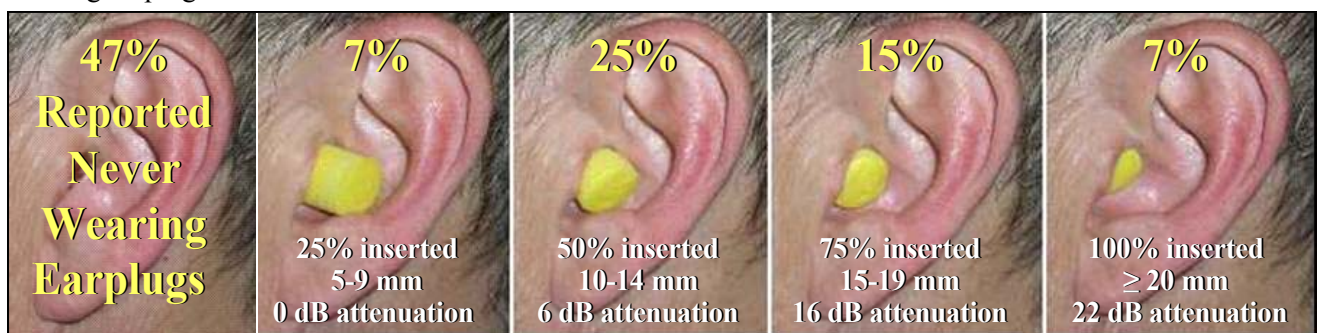 47%
Reported
Never
Wearing
Earplugs
7%
25% inserted
5-9 mm
0 dB attenuation
25%
50% inserted
10-14 mm
6 dB attenuation
15%
75% inserted
15-19 mm
16 dB attenuation
7%
100% inserted
≥ 20 mm
22 dB attenuation